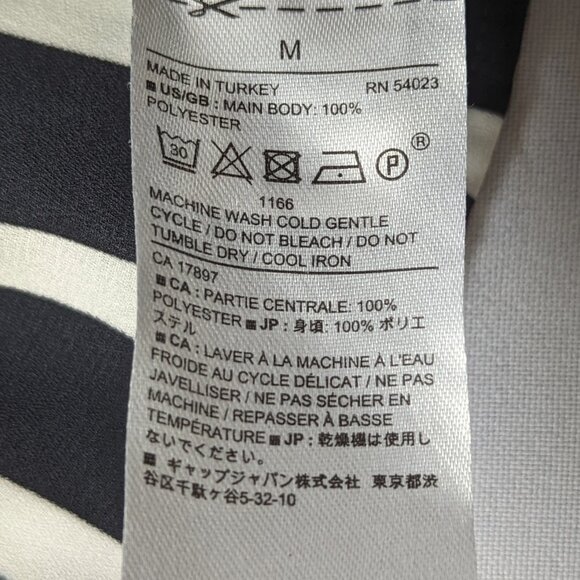 M
MADE IN TURKEY RN 54023
US/GB : MAIN BODY: 100%
POLYESTER
30 P ®
1166
MACHINE WASH COLD GENTLE
CYCLE / DO NOT BLEACH / DO NOT
TUMBLE DRY / COOL IRON
CA 17897
CA : PARTIE CENTRALE: 100%
POLYESTER ■ JP : 身頃: 100% ポリエ
ステル
■ CA : LAVER À LA MACHINE À L'EAU
FROIDE AU CYCLE DÉLICAT / NE PAS
JAVELLISER / NE PAS SÉCHER EN
MACHINE / REPASSER À BASSE
TEMPÉRATURE ■ JP : 乾燥機は使用し
ないでください。
■ ギャップジャパン株式会社 東京都渋
谷区千駄ヶ谷5-32-10